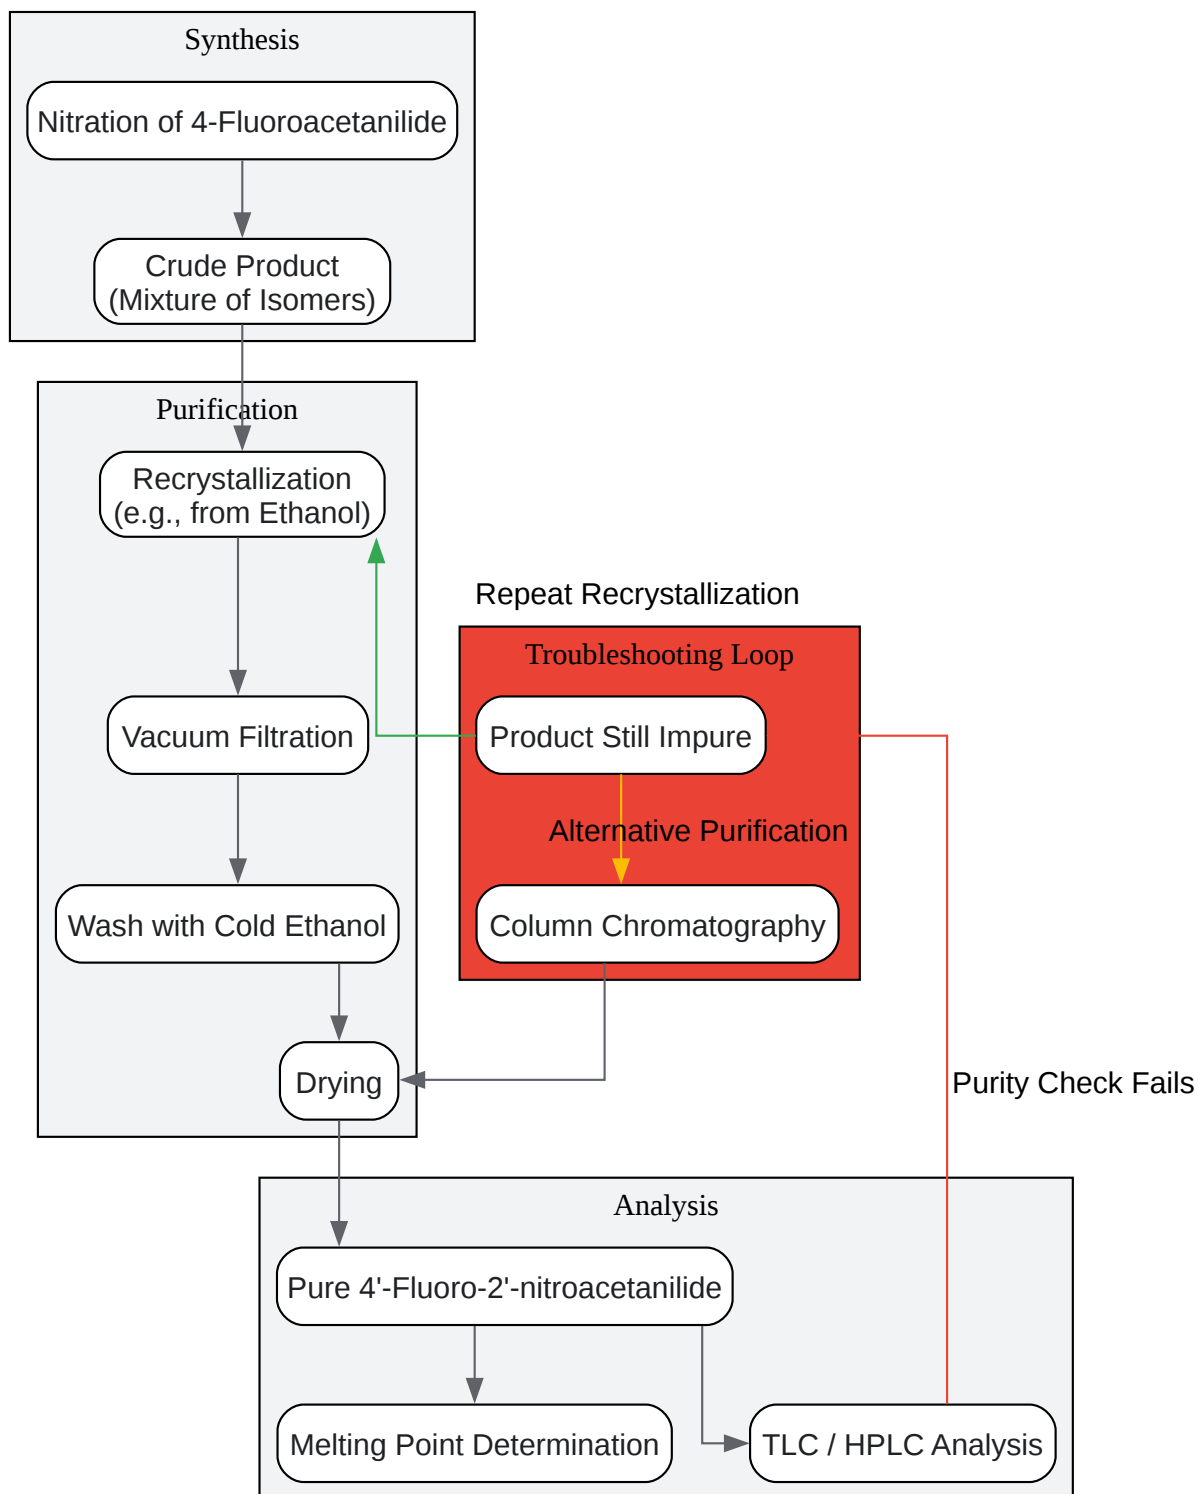 Synthesis
Nitration of 4-Fluoroacetanilide
Crude Product
(Mixture of Isomers)
Purification
Recrystallization
(e.g., from Ethanol)
Repeat Recrystallization
Troubleshooting Loop
Vacuum Filtration
Product Still Impure
Alternative Purification
Wash with Cold Ethanol
Column Chromatography
Drying
Purity Check Fails
Analysis
Pure 4'-Fluoro-2'-nitroacetanilide
Melting Point Determination
TLC / HPLC Analysis